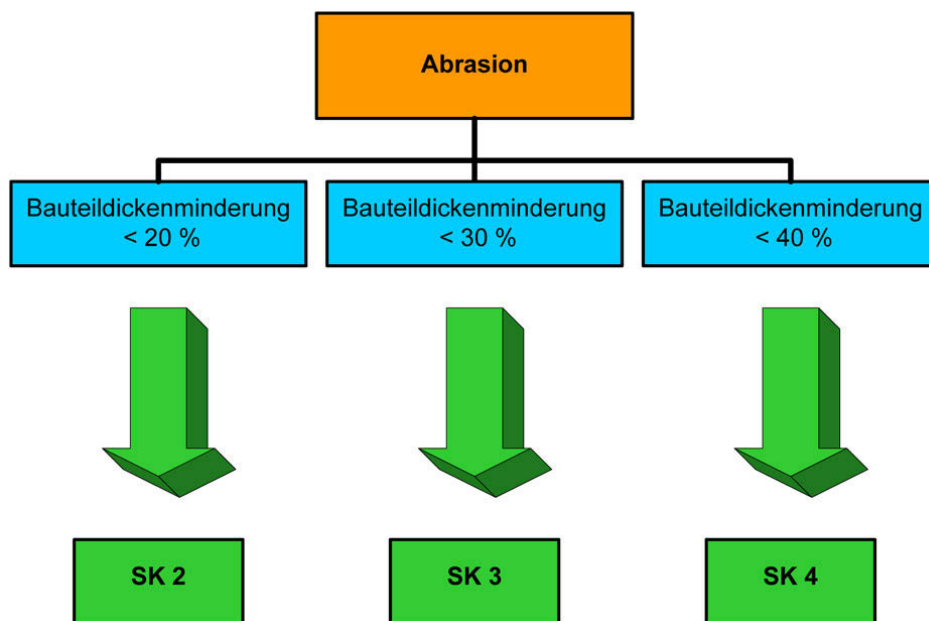 Abrasion
Bauteildickenminderung
< 20 %
Bauteildickenminderung
< 30 %
Bauteildickenminderung
< 40 %
SK 2
SK 3
SK 4